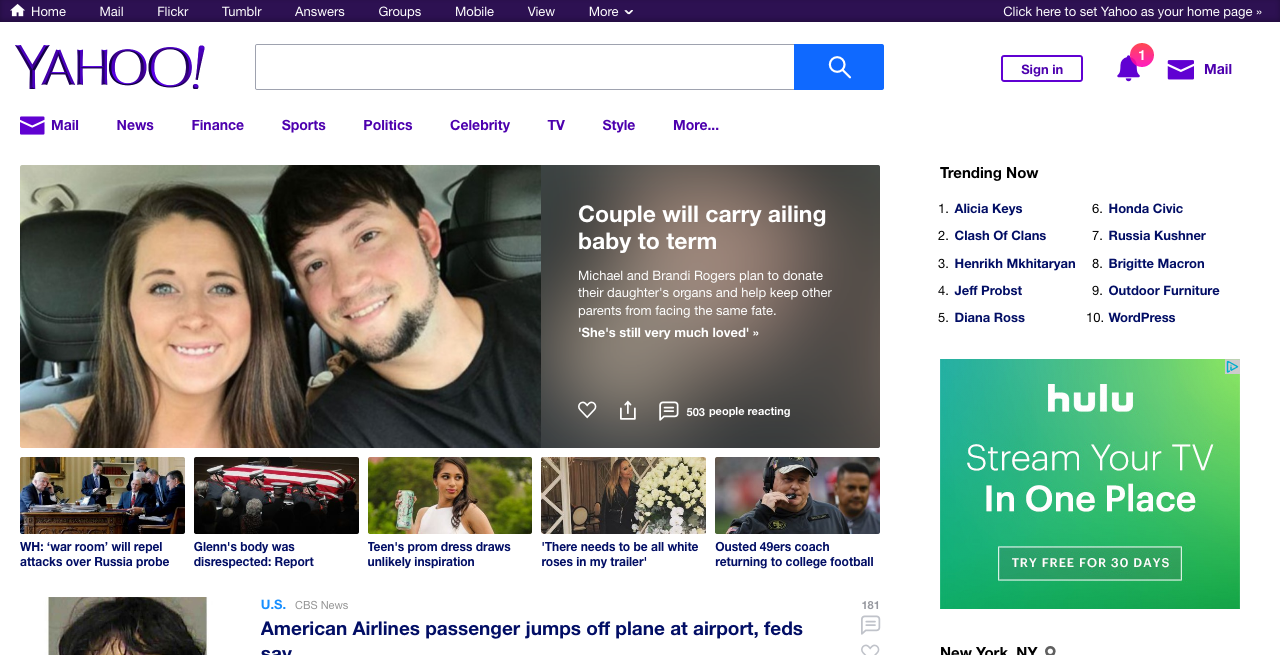 Home Mail Flickr Tumblr Answers Groups Mobile View More Click here to set Yahoo as your home page »
YAHOO!
Sign in 1 Mail
Mail News Finance Sports Politics Celebrity TV Style More...
Couple will carry ailing
baby to term
Michael and Brandi Rogers plan to donate
their daughter's organs and help keep other
parents from facing the same fate.
'She's still very much loved' »
503 people reacting
WH: ‘war room’ will repel
attacks over Russia probe
Glenn's body was
disrespected: Report
Teen's prom dress draws
unlikely inspiration
'There needs to be all white
roses in my trailer'
Ousted 49ers coach
returning to college football
U.S. CBS News 181
American Airlines passenger jumps off plane at airport, feds
say
Trending Now
1. Alicia Keys 6. Honda Civic
2. Clash Of Clans 7. Russia Kushner
3. Henrikh Mkhitaryan 8. Brigitte Macron
4. Jeff Probst 9. Outdoor Furniture
5. Diana Ross 10. WordPress
hulu
Stream Your TV
In One Place
TRY FREE FOR 30 DAYS
New York, NY